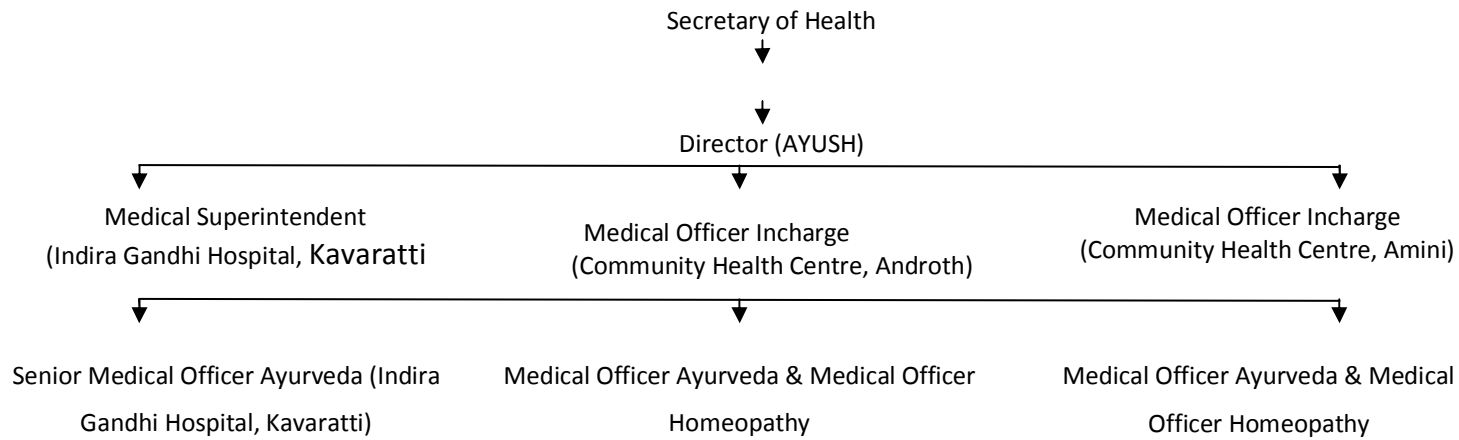 Secretary of Health
Director (AYUSH)
Medical Superintendent
(Indira Gandhi Hospital, Kavaratti
Medical Officer Incharge
(Community Health Centre, Androth)
Medical Officer Incharge
(Community Health Centre, Amini)
Senior Medical Officer Ayurveda (Indira
Gandhi Hospital, Kavaratti)
Medical Officer Ayurveda & Medical Officer
Homeopathy
Medical Officer Ayurveda & Medical
Officer Homeopathy